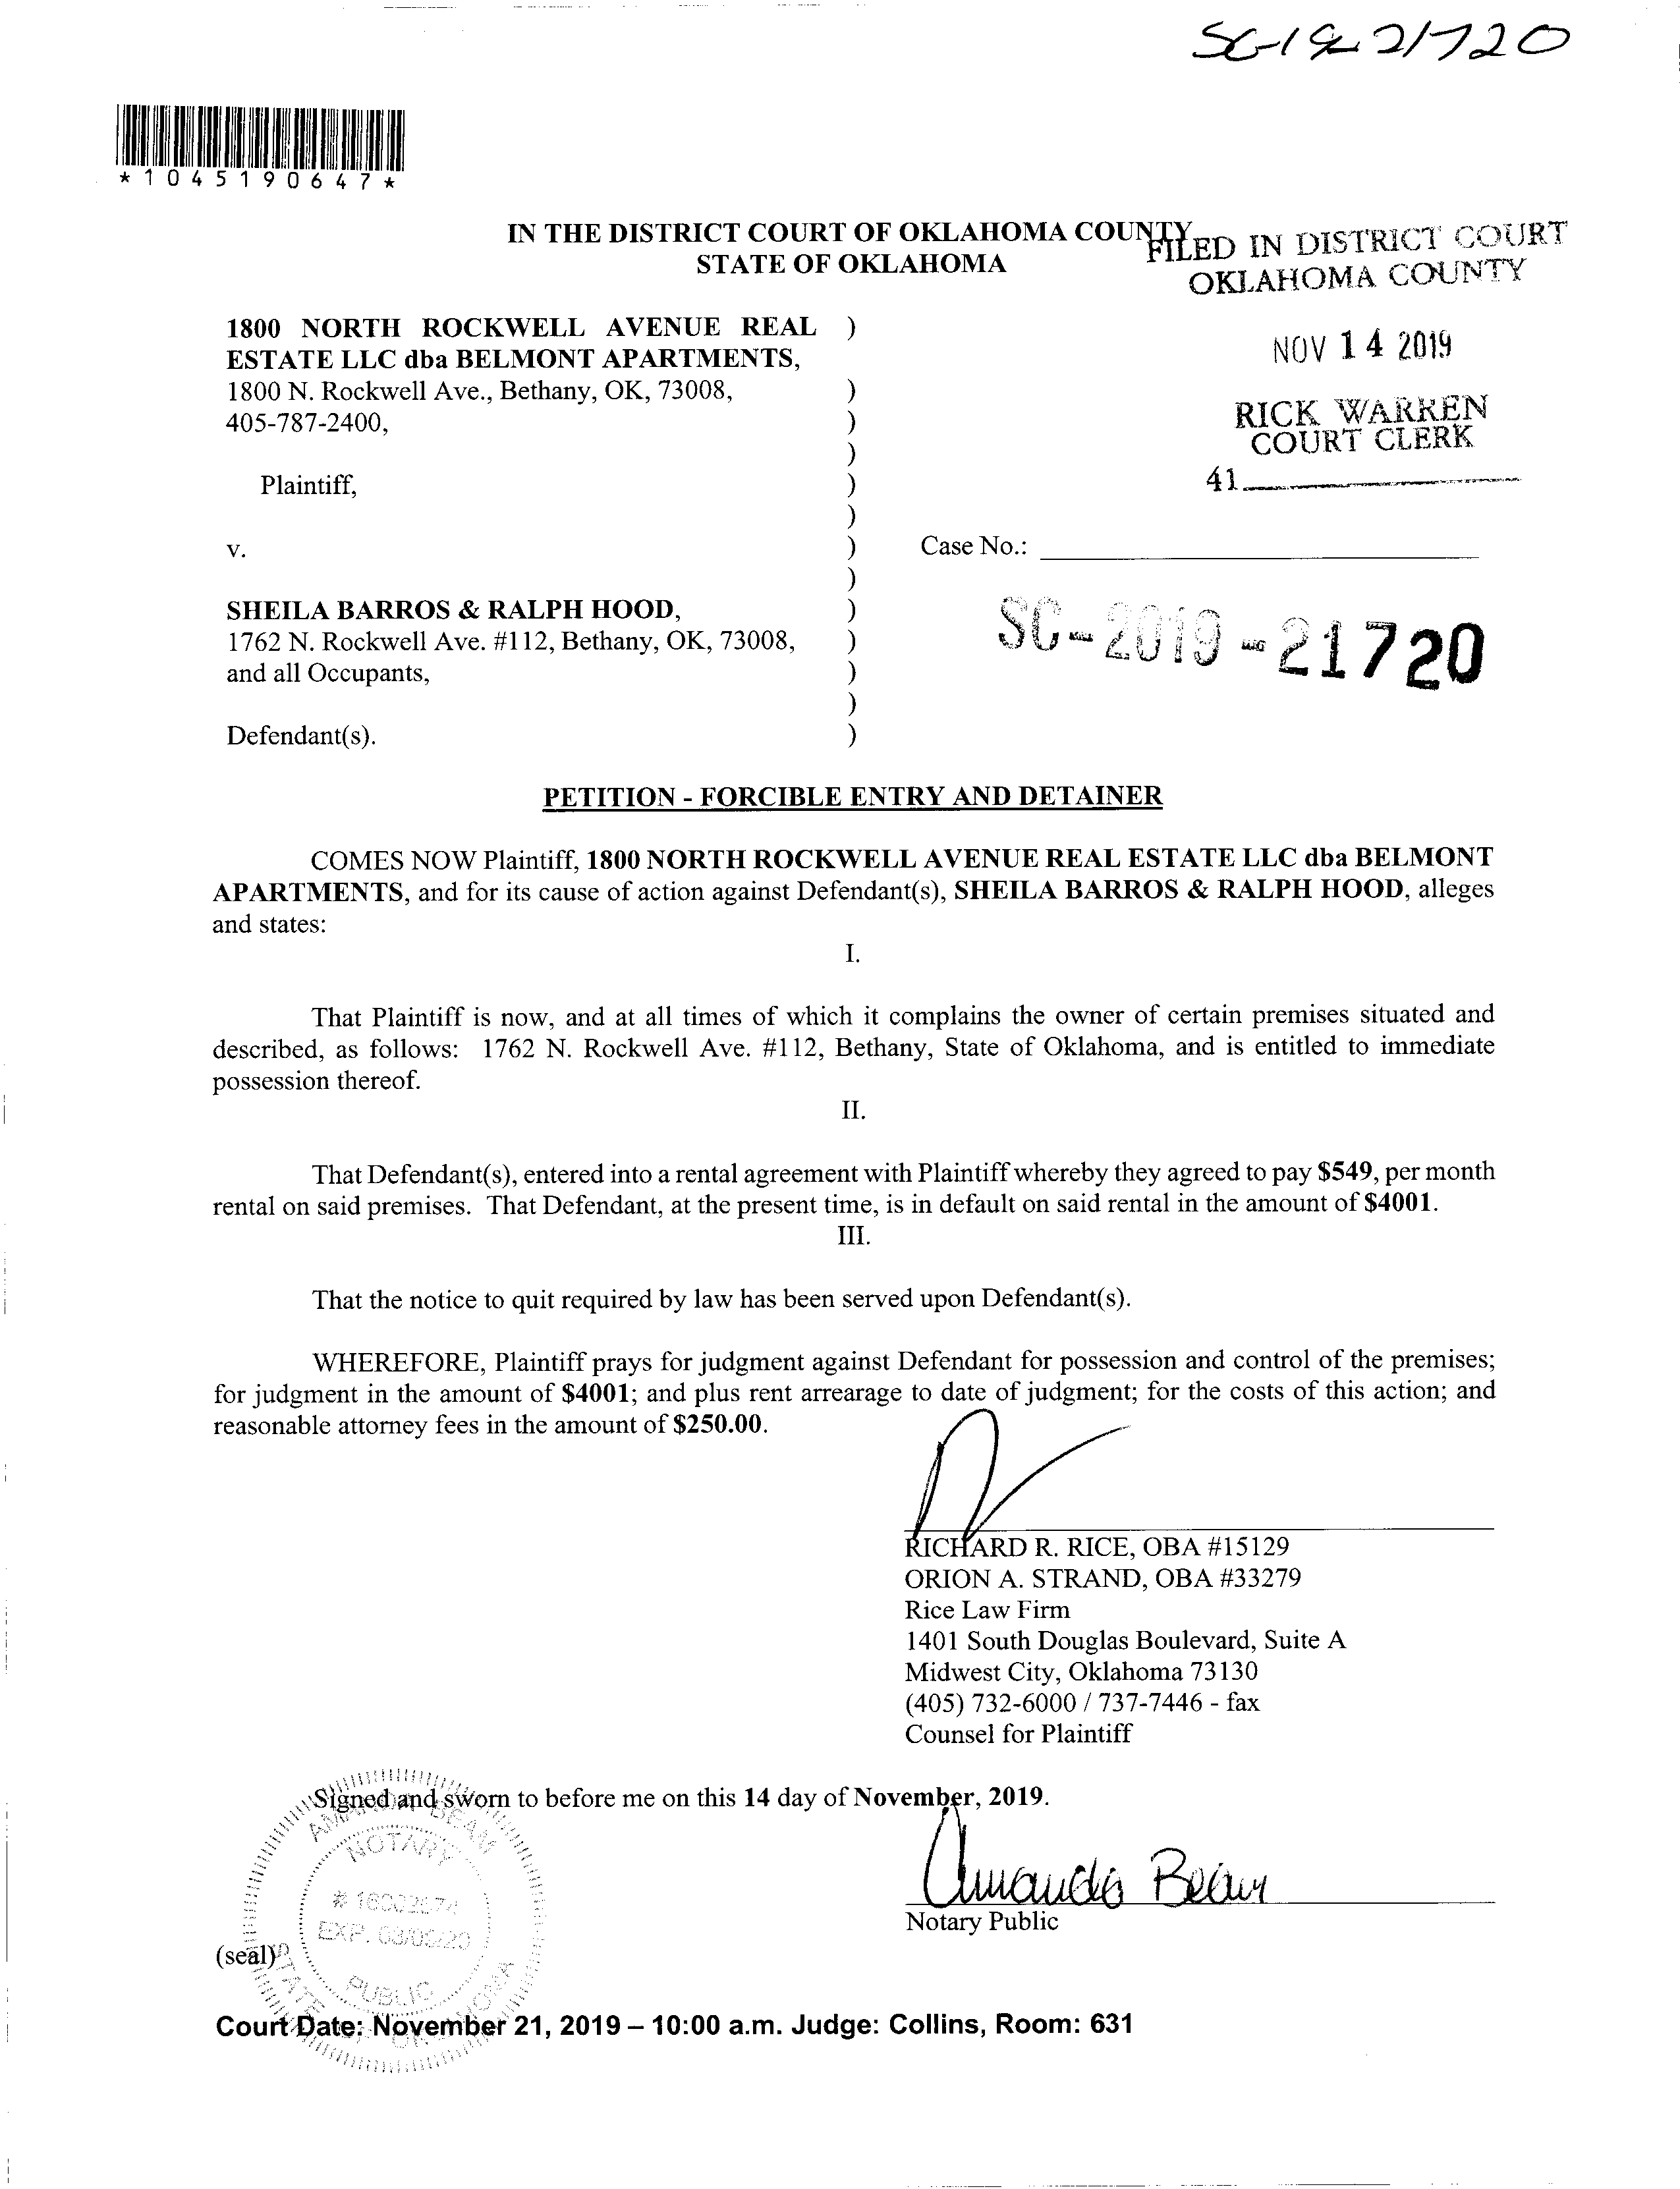 SC-19-21720
*1045190647*
IN THE DISTRICT COURT OF OKLAHOMA COUNTY
STATE OF OKLAHOMA
FILED IN DISTRICT COURT
OKLAHOMA COUNTY
NOV 14 2019
RICK WARREN
COURT CLERK
41
1800 NORTH ROCKWELL AVENUE REAL )
ESTATE LLC dba BELMONT APARTMENTS,
1800 N. Rockwell Ave., Bethany, OK, 73008, )
405-787-2400, )
)
Plaintiff, )
)
v. ) Case No.:
)
SHEILA BARROS & RALPH HOOD, )
1762 N. Rockwell Ave. #112, Bethany, OK, 73008, )
and all Occupants, )
)
Defendant(s). )
SC-2019-21720
PETITION - FORCIBLE ENTRY AND DETAINER
COMES NOW Plaintiff, 1800 NORTH ROCKWELL AVENUE REAL ESTATE LLC dba BELMONT
APARTMENTS, and for its cause of action against Defendant(s), SHEILA BARROS & RALPH HOOD, alleges
and states:
I.
That Plaintiff is now, and at all times of which it complains the owner of certain premises situated and
described, as follows: 1762 N. Rockwell Ave. #112, Bethany, State of Oklahoma, and is entitled to immediate
possession thereof.
II.
That Defendant(s), entered into a rental agreement with Plaintiff whereby they agreed to pay $549, per month
rental on said premises. That Defendant, at the present time, is in default on said rental in the amount of $4001.
III.
That the notice to quit required by law has been served upon Defendant(s).
WHEREFORE, Plaintiff prays for judgment against Defendant for possession and control of the premises;
for judgment in the amount of $4001; and plus rent arrearage to date of judgment; for the costs of this action; and
reasonable attorney fees in the amount of $250.00.
RICHARD R. RICE, OBA #15129
ORION A. STRAND, OBA #33279
Rice Law Firm
1401 South Douglas Boulevard, Suite A
Midwest City, Oklahoma 73130
(405) 732-6000 / 737-7446 - fax
Counsel for Plaintiff
Signed and sworn to before me on this 14 day of November, 2019.
Amanda Beam
Notary Public
AMANDA BEAM
NOTARY
PUBLIC
(seal)
Court Date: November 21, 2019 – 10:00 a.m. Judge: Collins, Room: 631